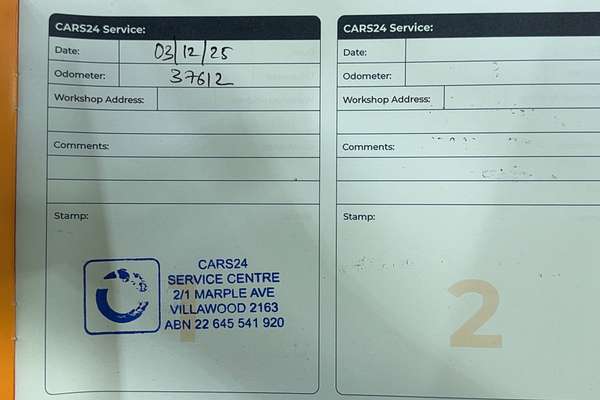 CARS24 Service:
Date: 03/12/25
Odometer: 37612
Workshop Address:
Comments:
Stamp:
CARS24
SERVICE CENTRE
2/1 MARPLE AVE
VILLAWOOD 2163
ABN 22 645 541 920
CARS24 Service:
Date:
Odometer:
Workshop Address:
Comments:
Stamp:
2